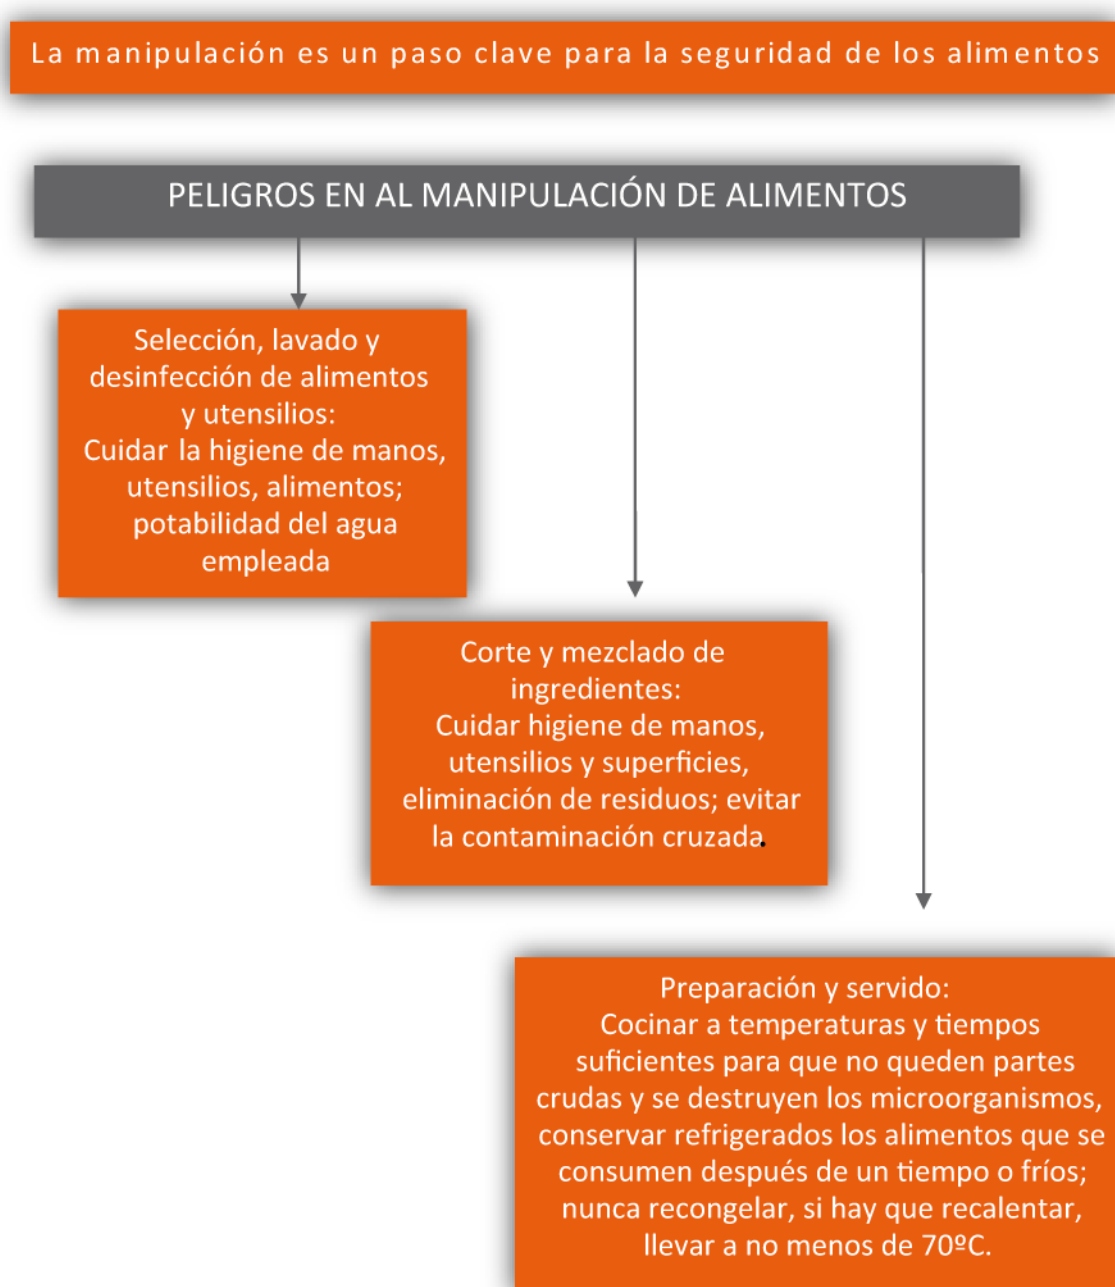 La manipulación es un paso clave para la seguridad de los alimentos
PELIGROS EN AL MANIPULACIÓN DE ALIMENTOS
Selección, lavado y
desinfección de alimentos
y utensilios:
Cuidar la higiene de manos,
utensilios, alimentos;
potabilidad del agua
empleada
Corte y mezclado de
ingredientes:
Cuidar higiene de manos,
utensilios y superficies,
eliminación de residuos; evitar
la contaminación cruzada.
Preparación y servido:
Cocinar a temperaturas y tiempos
suficientes para que no queden partes
crudas y se destruyen los microorganismos,
conservar refrigerados los alimentos que se
consumen después de un tiempo o fríos;
nunca recongelar, si hay que recalentar,
llevar a no menos de 70ºC.